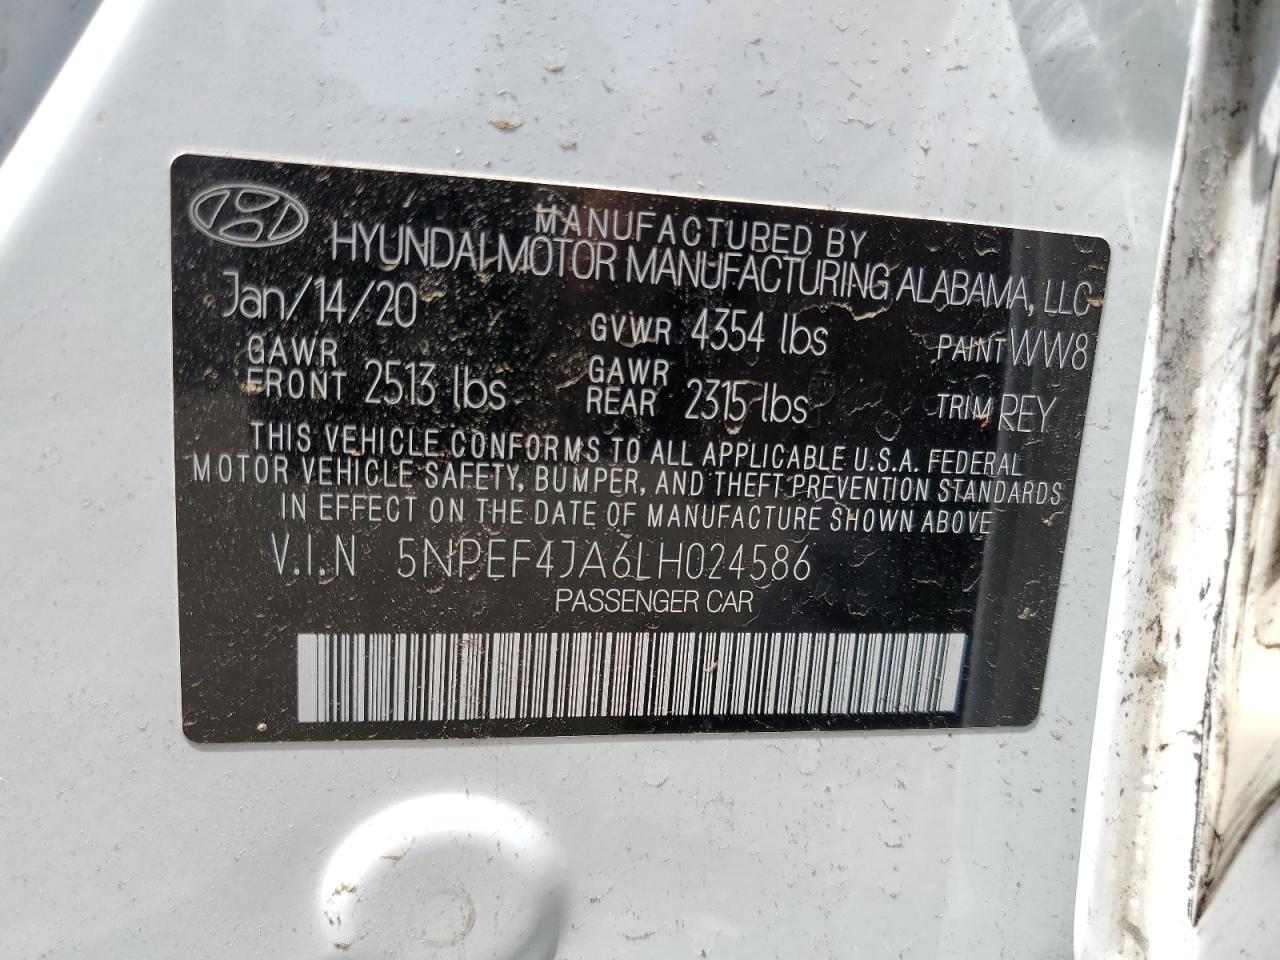 MANUFACTURED BY
HYUNDAI MOTOR MANUFACTURING ALABAMA, LLC
Jan/14/20 GVWR 4354 lbs PAINT WW8
GAWR FRONT 2513 lbs GAWR REAR 2315 lbs TRIM REY
THIS VEHICLE CONFORMS TO ALL APPLICABLE U.S.A. FEDERAL
MOTOR VEHICLE SAFETY, BUMPER, AND THEFT PREVENTION STANDARDS
IN EFFECT ON THE DATE OF MANUFACTURE SHOWN ABOVE
V.I.N 5NPEF4JA6LH024586
PASSENGER CAR